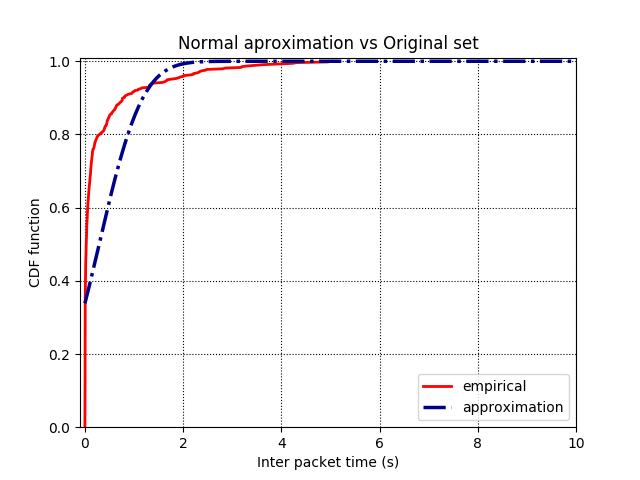 Normal aproximation vs Original set
CDF function
1.0
0.8
0.6
0.4
0.2
0.0
0 2 4 6 8 10
Inter packet time (s)
empirical
approximation